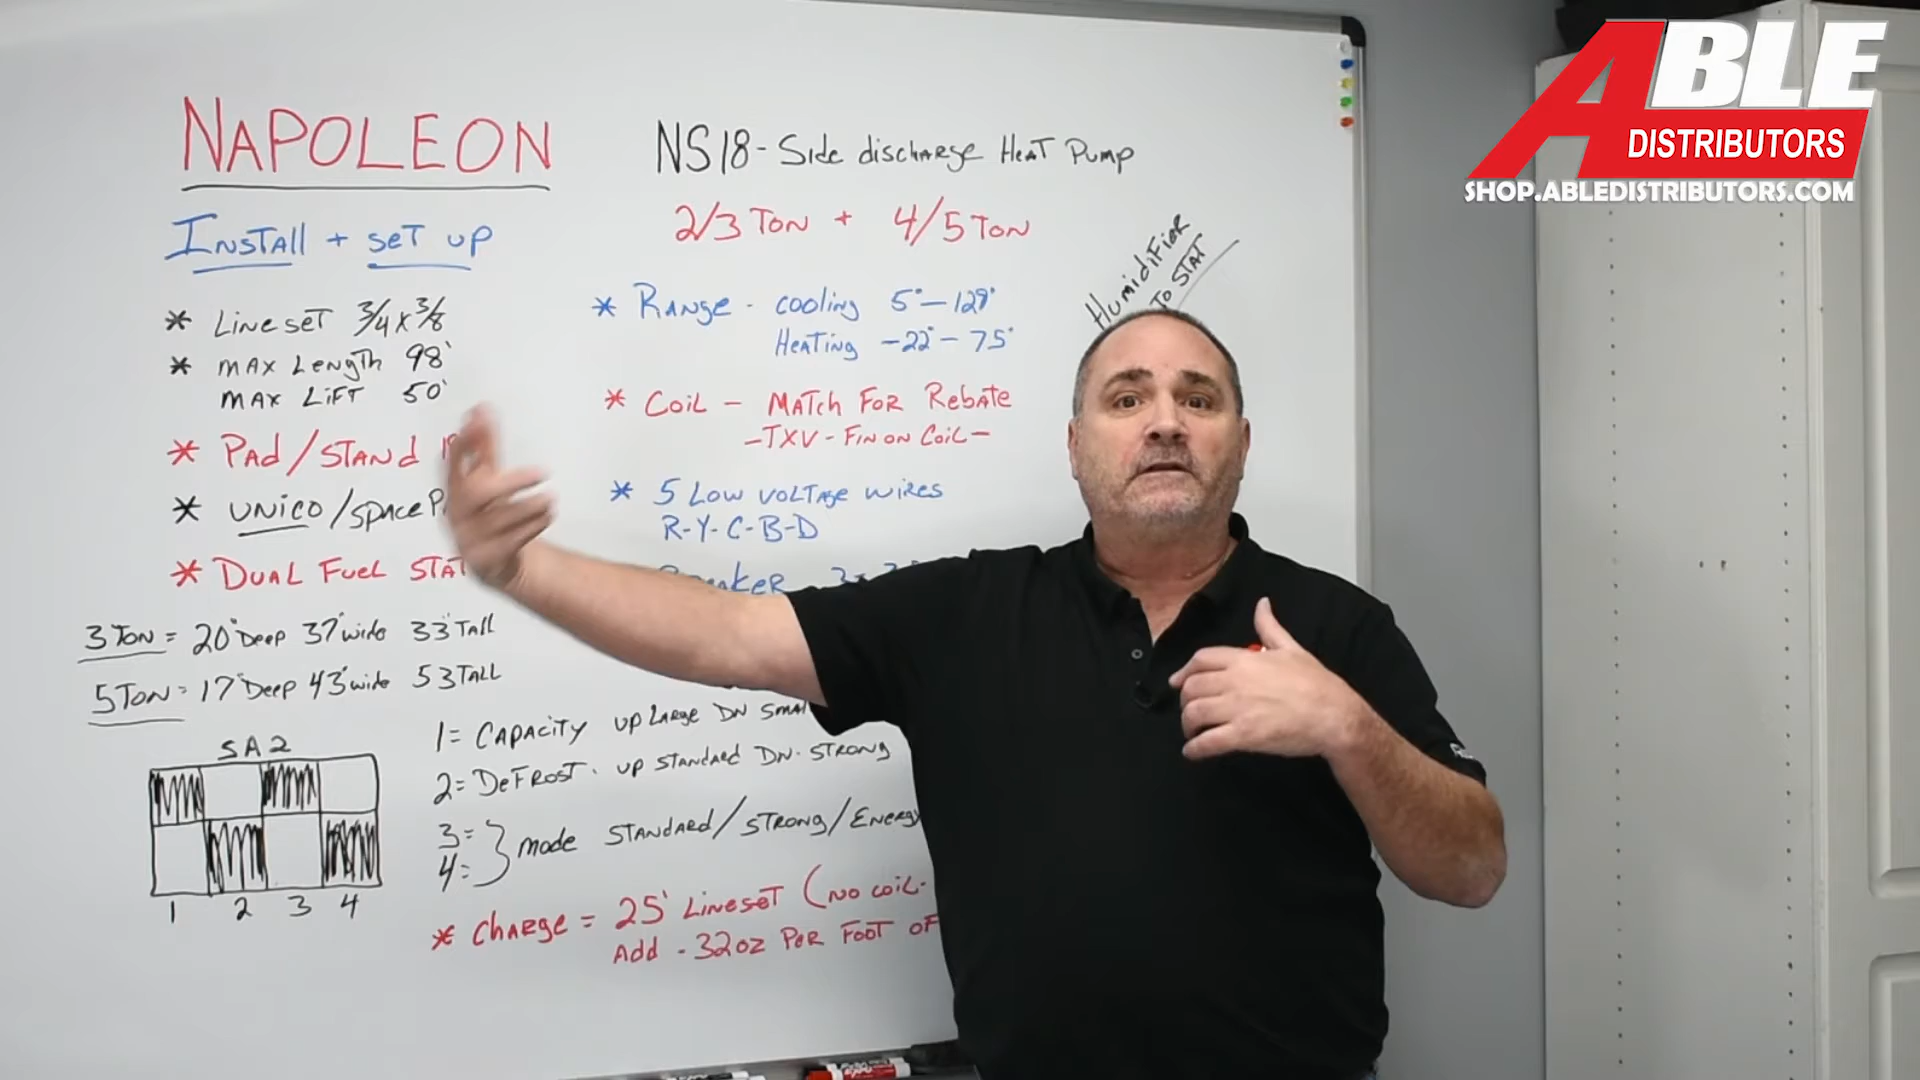 NAPOLEON
INSTALL + SET UP
* LINESET 3/4 X 3/8
* MAX LENGTH 98'
MAX LIFT 50'
* PAD/STAND
* UNICO/SPACE
* DUAL FUEL STAT
3 TON = 20" DEEP 37" WIDE 33" TALL
5 TON = 17" DEEP 43" WIDE 53 TALL
SA2
1 2 3 4
NS18 - SIDE DISCHARGE HEAT PUMP
2/3 TON + 4/5 TON
HUMIDIFIER
TO STAT
* RANGE - COOLING 5° - 129°
HEATING -22° - 75°
* COIL - MATCH FOR REBATE
- TXV - FIN ON COIL -
* 5 LOW VOLTAGE WIRES
R-Y-C-B-D
1 = CAPACITY UP LARGE DN SMAL
2 = DEFROST. UP STANDARD DN. STRONG
3 =
4 =
} MODE STANDARD/STRONG/ENERGY
* CHARGE = 25' LINESET (NO COIL-
ADD .32OZ PER FOOT OF
ABLE
DISTRIBUTORS
SHOP.ABLEDISTRIBUTORS.COM